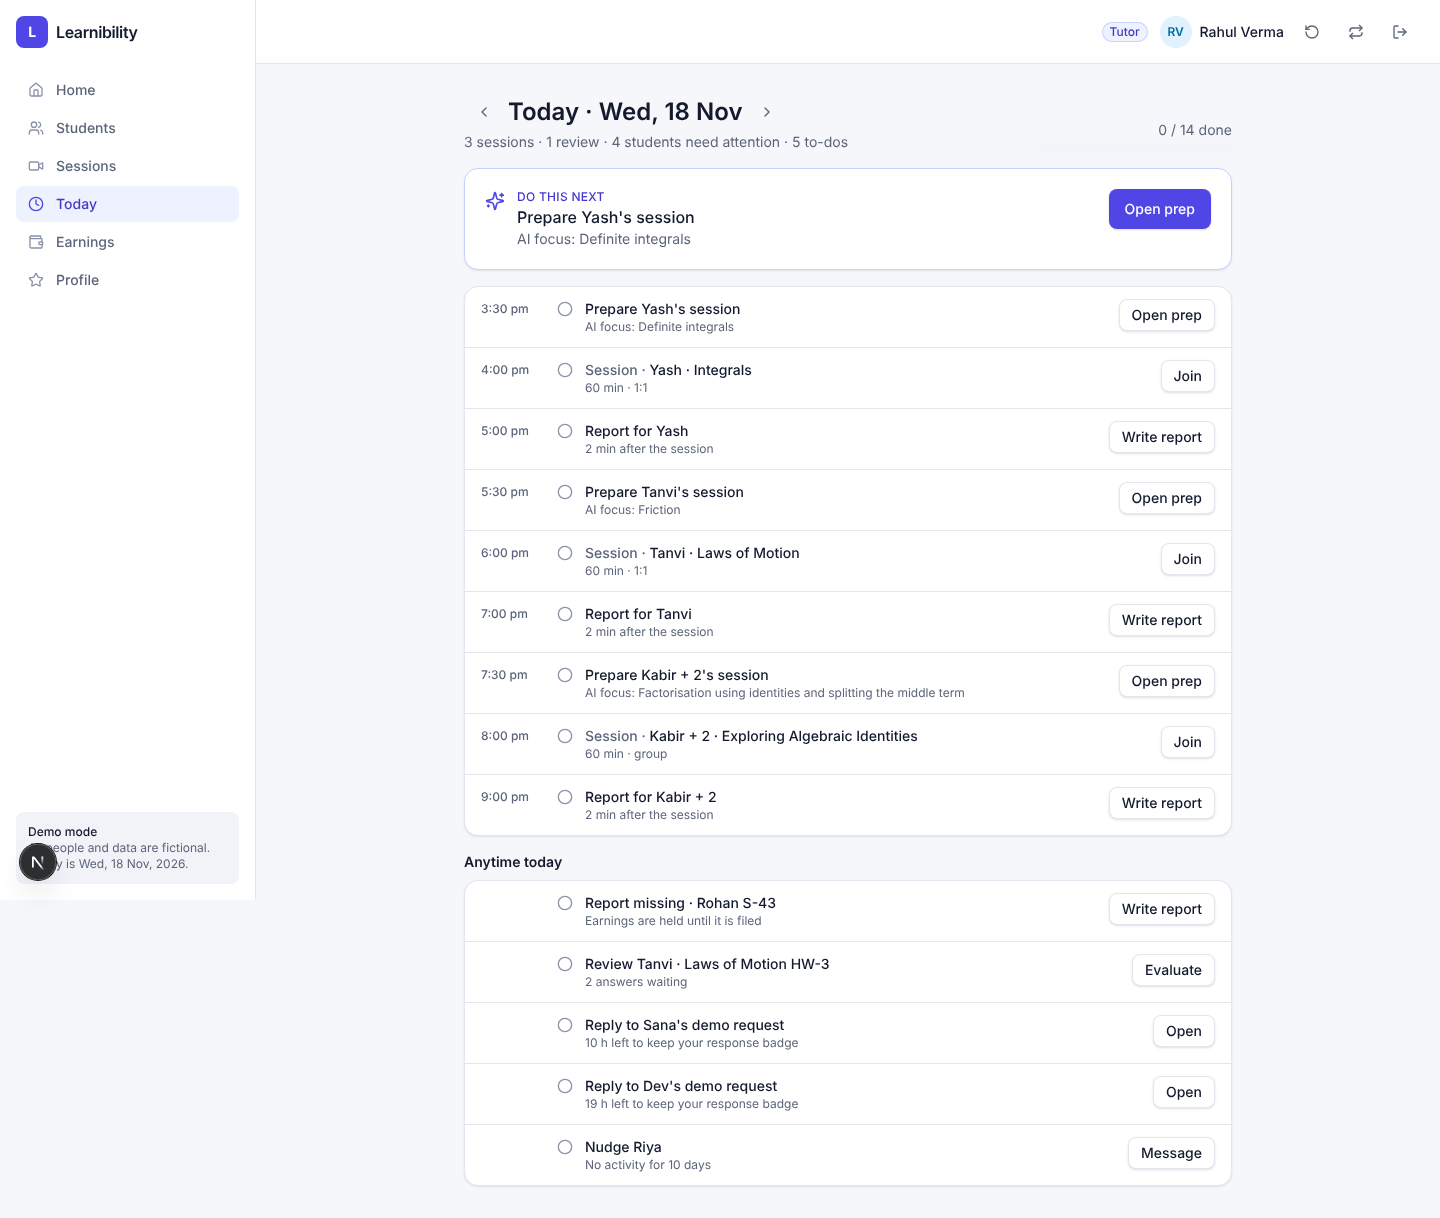 L Learnibility
Tutor RV Rahul Verma
Home
Students
Sessions
Today
Earnings
Profile
Today · Wed, 18 Nov
3 sessions · 1 review · 4 students need attention · 5 to-dos
0 / 14 done
DO THIS NEXT
Prepare Yash's session
AI focus: Definite integrals
Open prep
3:30 pm Prepare Yash's session Open prep
AI focus: Definite integrals
4:00 pm Session · Yash · Integrals Join
60 min · 1:1
5:00 pm Report for Yash Write report
2 min after the session
5:30 pm Prepare Tanvi's session Open prep
AI focus: Friction
6:00 pm Session · Tanvi · Laws of Motion Join
60 min · 1:1
7:00 pm Report for Tanvi Write report
2 min after the session
7:30 pm Prepare Kabir + 2's session Open prep
AI focus: Factorisation using identities and splitting the middle term
8:00 pm Session · Kabir + 2 · Exploring Algebraic Identities Join
60 min · group
9:00 pm Report for Kabir + 2 Write report
2 min after the session
Anytime today
Report missing · Rohan S-43 Write report
Earnings are held until it is filed
Review Tanvi · Laws of Motion HW-3 Evaluate
2 answers waiting
Reply to Sana's demo request Open
10 h left to keep your response badge
Reply to Dev's demo request Open
19 h left to keep your response badge
Nudge Riya Message
No activity for 10 days
Demo mode
people and data are fictional.
is Wed, 18 Nov, 2026.
N